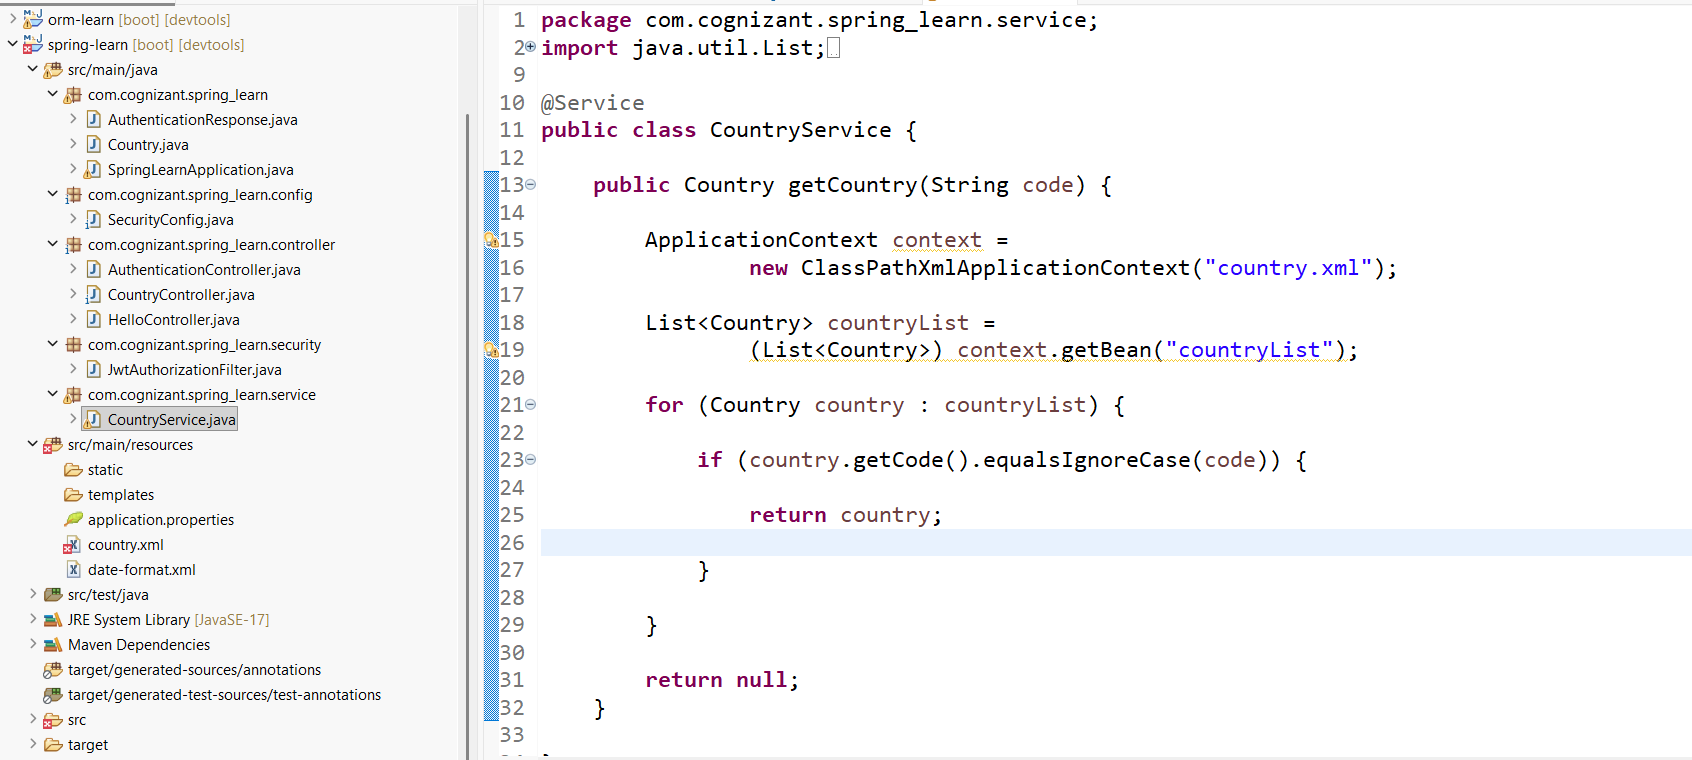 orm-learn [boot] [devtools]
spring-learn [boot] [devtools]
src/main/java
com.cognizant.spring_learn
AuthenticationResponse.java
Country.java
SpringLearnApplication.java
com.cognizant.spring_learn.config
SecurityConfig.java
com.cognizant.spring_learn.controller
AuthenticationController.java
CountryController.java
HelloController.java
com.cognizant.spring_learn.security
JwtAuthorizationFilter.java
com.cognizant.spring_learn.service
CountryService.java
src/main/resources
static
templates
application.properties
country.xml
date-format.xml
src/test/java
JRE System Library [JavaSE-17]
Maven Dependencies
target/generated-sources/annotations
target/generated-test-sources/test-annotations
src
target
1 package com.cognizant.spring_learn.service;
2 import java.util.List;
9
10 @Service
11 public class CountryService {
12
13 public Country getCountry(String code) {
14
15 ApplicationContext context =
16 new ClassPathXmlApplicationContext("country.xml");
17
18 List<Country> countryList =
19 (List<Country>) context.getBean("countryList");
20
21 for (Country country : countryList) {
22
23 if (country.getCode().equalsIgnoreCase(code)) {
24
25 return country;
26
27 }
28
29 }
30
31 return null;
32 }
33